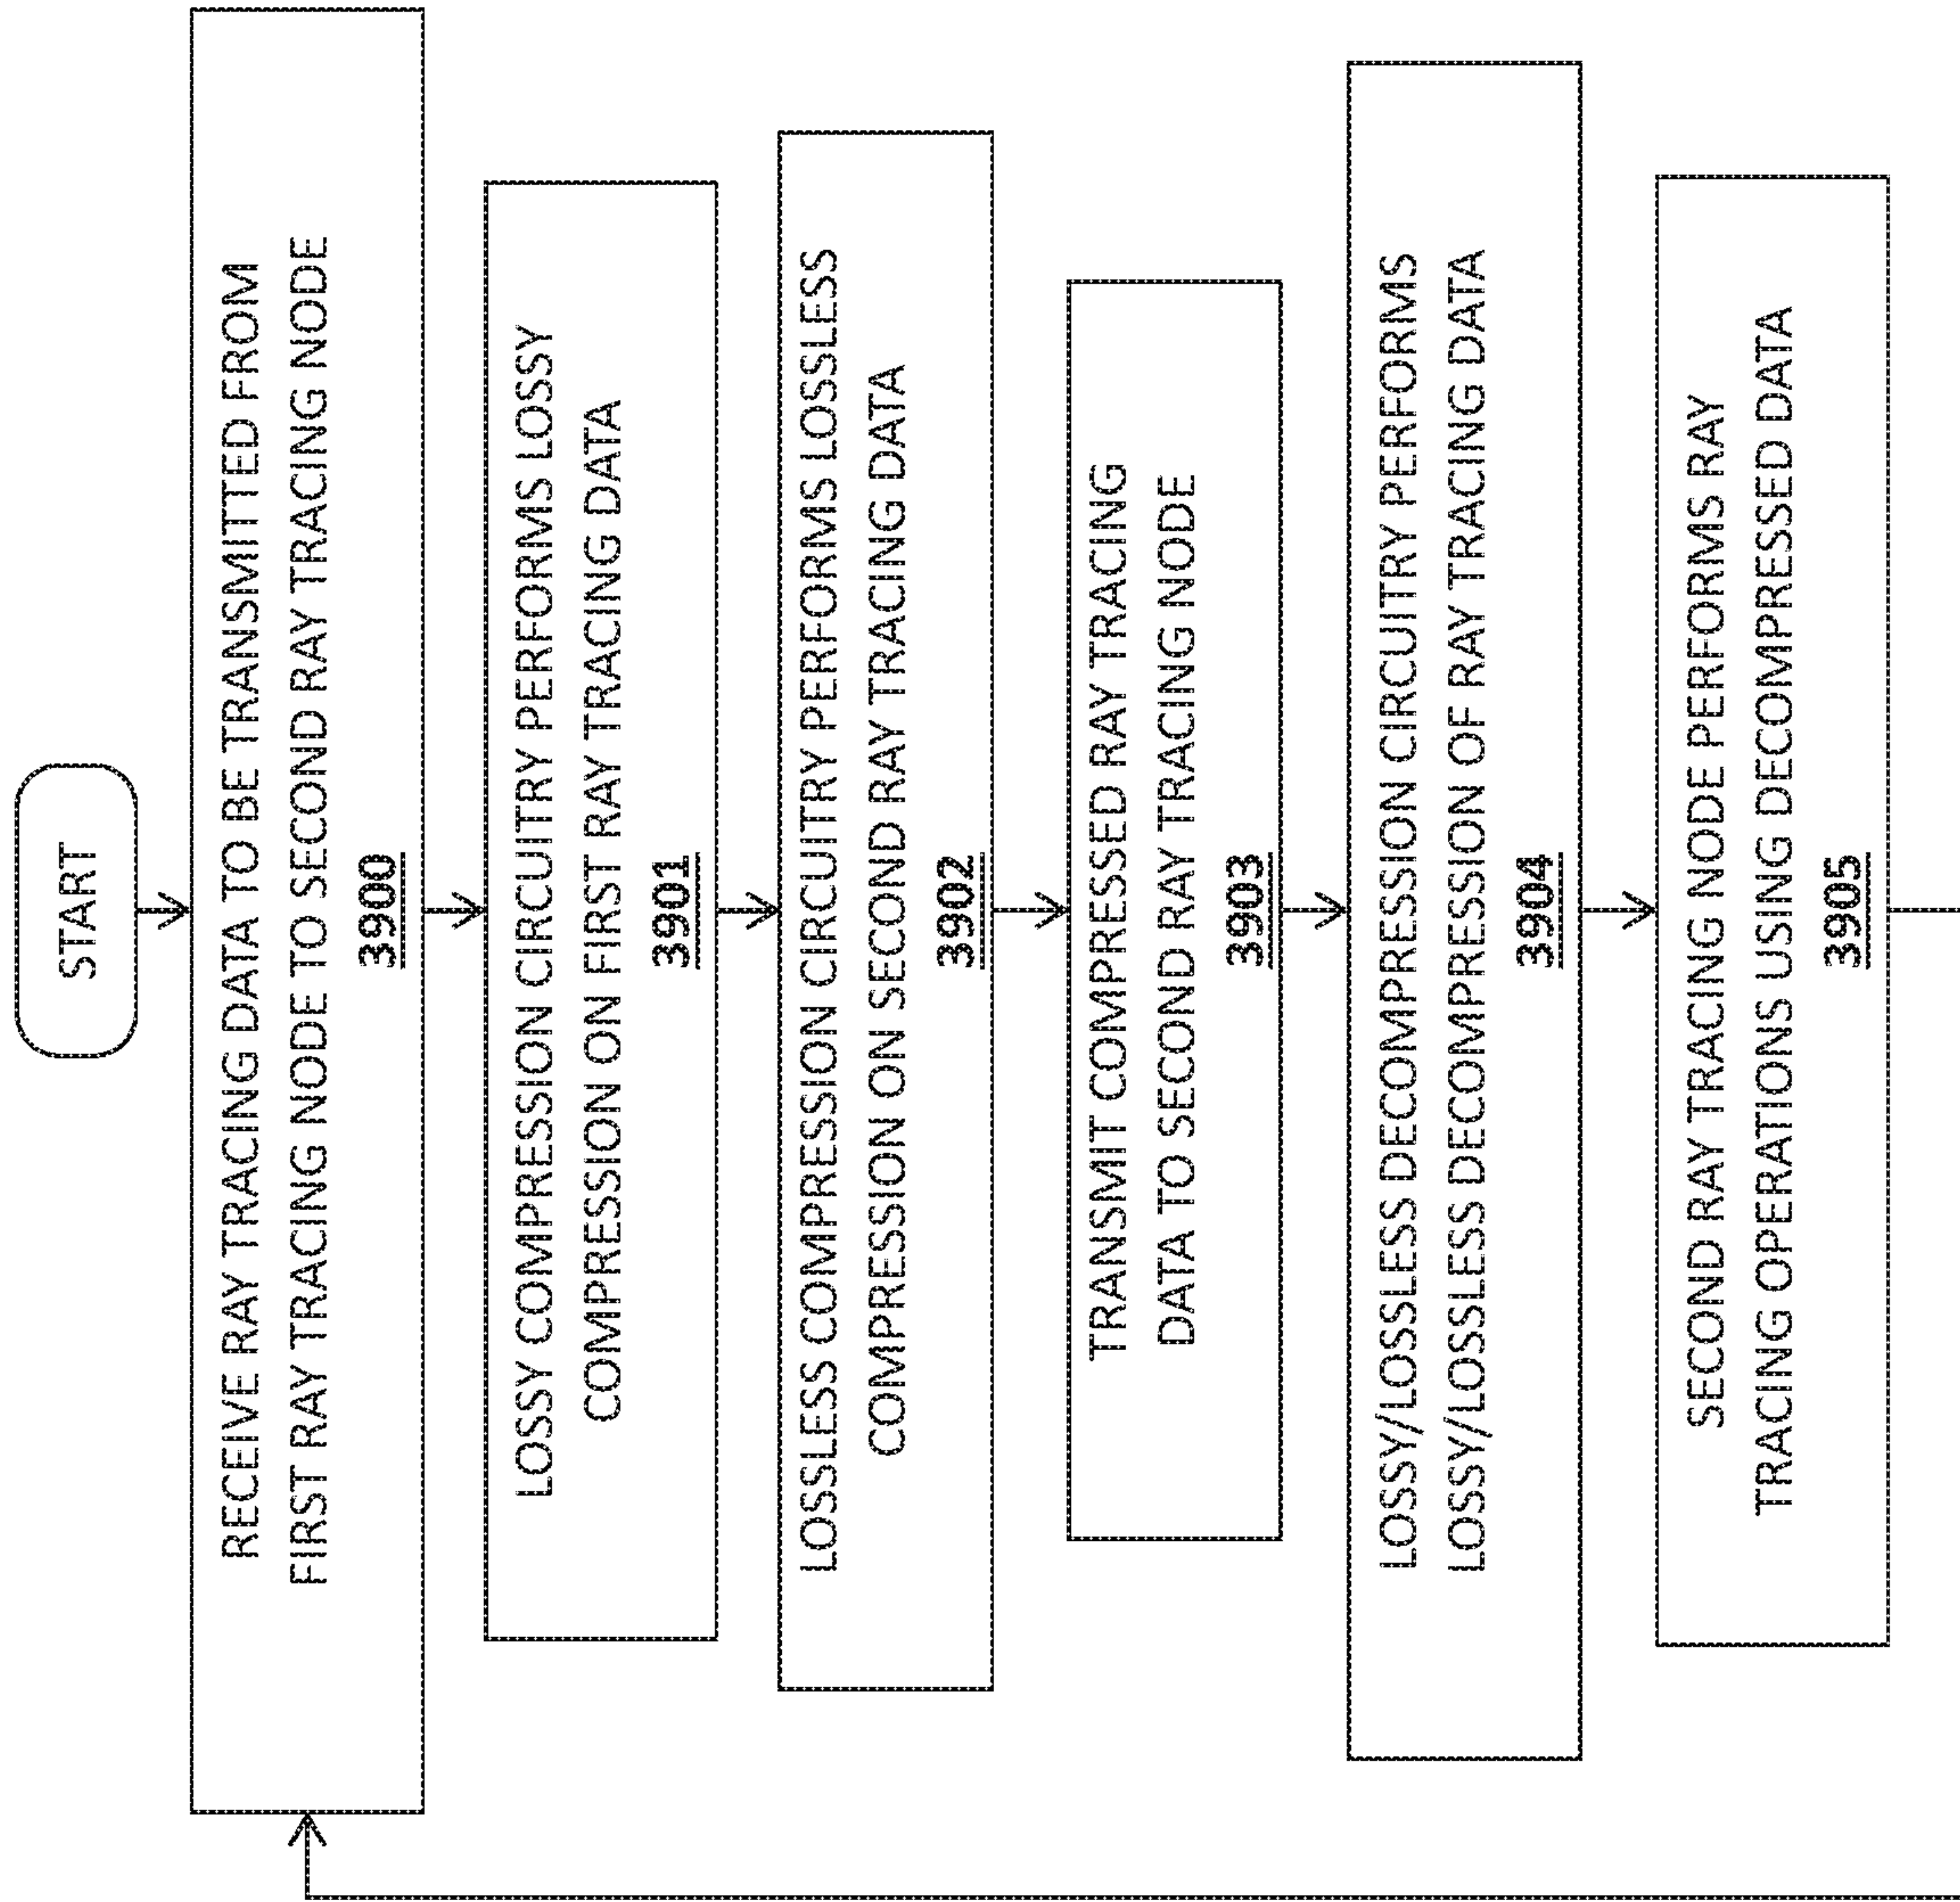 START
RECEIVE RAY TRACING DATA TO BE TRANSMITTED FROM
FIRST RAY TRACING NODE TO SECOND RAY TRACING NODE
3900
LOSSY COMPRESSION CIRCUITRY PERFORMS LOSSY
COMPRESSION ON FIRST RAY TRACING DATA
3901
LOSSLESS COMPRESSION CIRCUITRY PERFORMS LOSSLESS
COMPRESSION ON SECOND RAY TRACING DATA
3902
TRANSMIT COMPRESSED RAY TRACING
DATA TO SECOND RAY TRACING NODE
3903
LOSSY/LOSSLESS DECOMPRESSION CIRCUITRY PERFORMS
LOSSY/LOSSLESS DECOMPRESSION OF RAY TRACING DATA
3904
SECOND RAY TRACING NODE PERFORMS RAY
TRACING OPERATIONS USING DECOMPRESSED DATA
3905